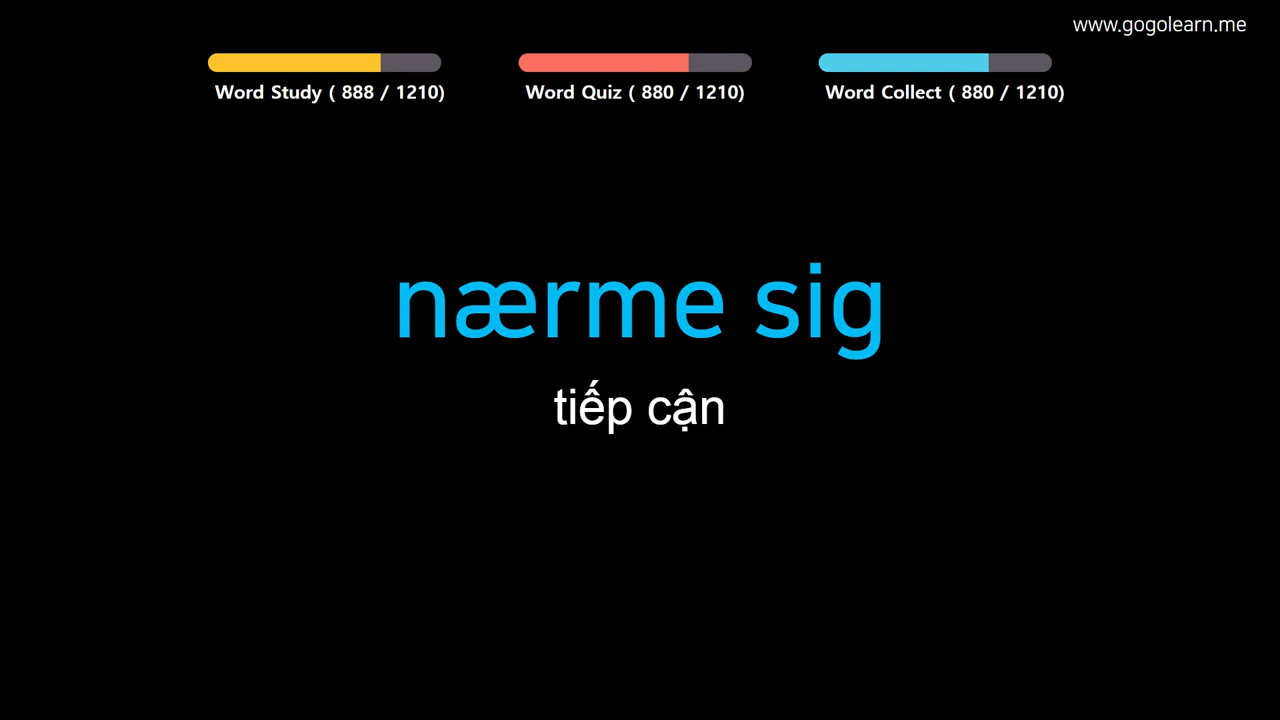 www.gogolearn.me
Word Study ( 888 / 1210)
Word Quiz ( 880 / 1210)
Word Collect ( 880 / 1210)
nærme sig
tiếp cận